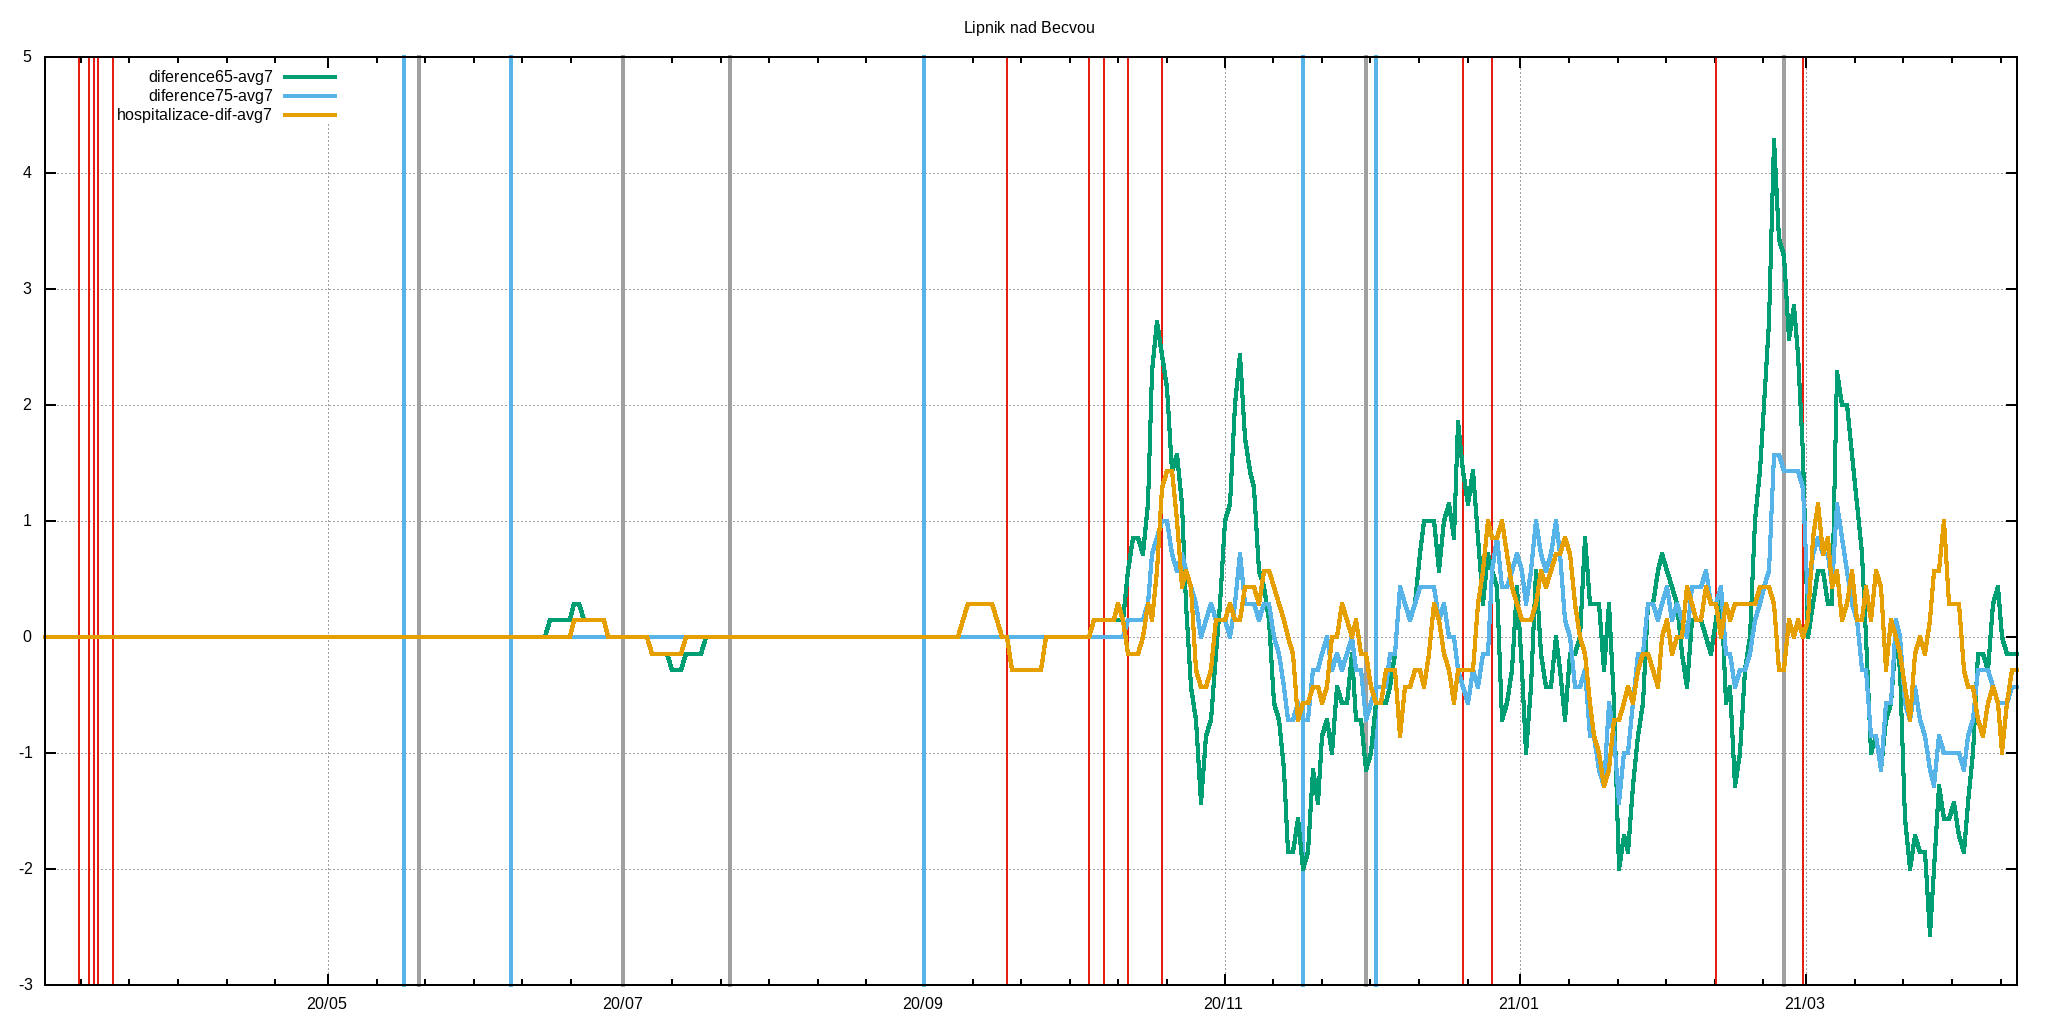 Lipnik nad Becvou
diference65-avg7
diference75-avg7
hospitalizace-dif-avg7
5
4
3
2
1
0
-1
-2
-3
20/05 20/07 20/09 20/11 21/01 21/03